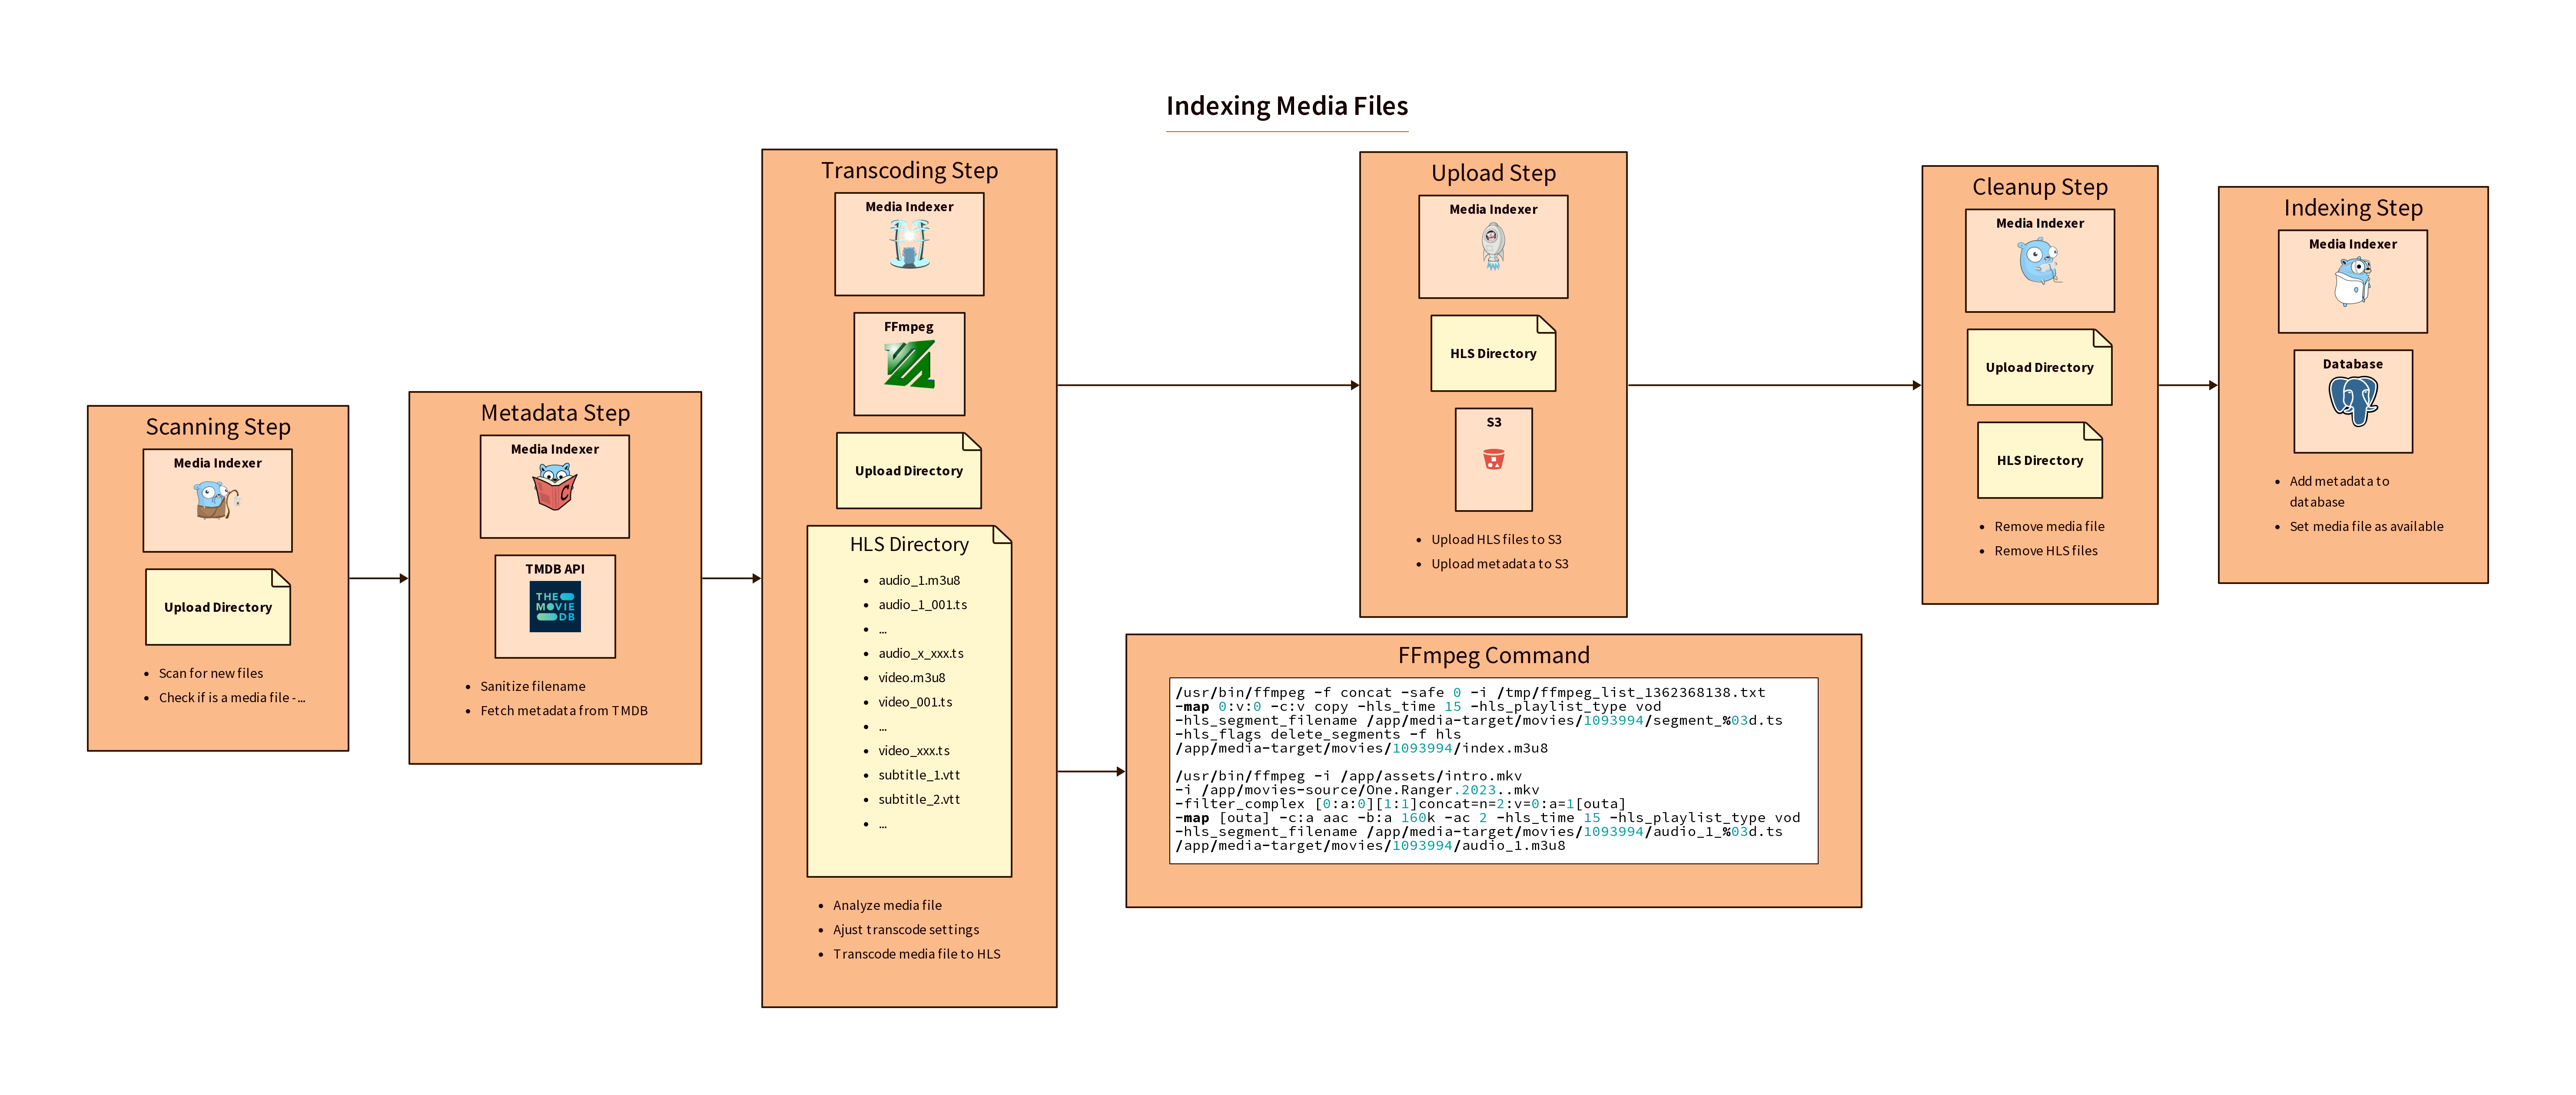 Indexing Media Files
Scanning Step
Media Indexer
Upload Directory
• Scan for new files
• Check if is a media file -...
Metadata Step
Media Indexer
TMDB API
THE
MOVIE
DB
• Sanitize filename
• Fetch metadata from TMDB
Transcoding Step
Media Indexer
FFmpeg
Upload Directory
HLS Directory
• audio_1.m3u8
• audio_1_001.ts
• ...
• audio_x_xxx.ts
• video.m3u8
• video_001.ts
• ...
• video_xxx.ts
• subtitle_1.vtt
• subtitle_2.vtt
• ...
• Analyze media file
• Ajust transcode settings
• Transcode media file to HLS
Upload Step
Media Indexer
HLS Directory
S3
• Upload HLS files to S3
• Upload metadata to S3
FFmpeg Command
/usr/bin/ffmpeg -f concat -safe 0 -i /tmp/ffmpeg_list_1362368138.txt
-map 0:v:0 -c:v copy -hls_time 15 -hls_playlist_type vod
-hls_segment_filename /app/media-target/movies/1093994/segment_%03d.ts
-hls_flags delete_segments -f hls
/app/media-target/movies/1093994/index.m3u8
/usr/bin/ffmpeg -i /app/assets/intro.mkv
-i /app/movies-source/One.Ranger.2023..mkv
-filter_complex [0:a:0][1:1]concat=n=2:v=0:a=1[outa]
-map [outa] -c:a aac -b:a 160k -ac 2 -hls_time 15 -hls_playlist_type vod
-hls_segment_filename /app/media-target/movies/1093994/audio_1_%03d.ts
/app/media-target/movies/1093994/audio_1.m3u8
Cleanup Step
Media Indexer
Upload Directory
HLS Directory
• Remove media file
• Remove HLS files
Indexing Step
Media Indexer
Database
• Add metadata to
database
• Set media file as available